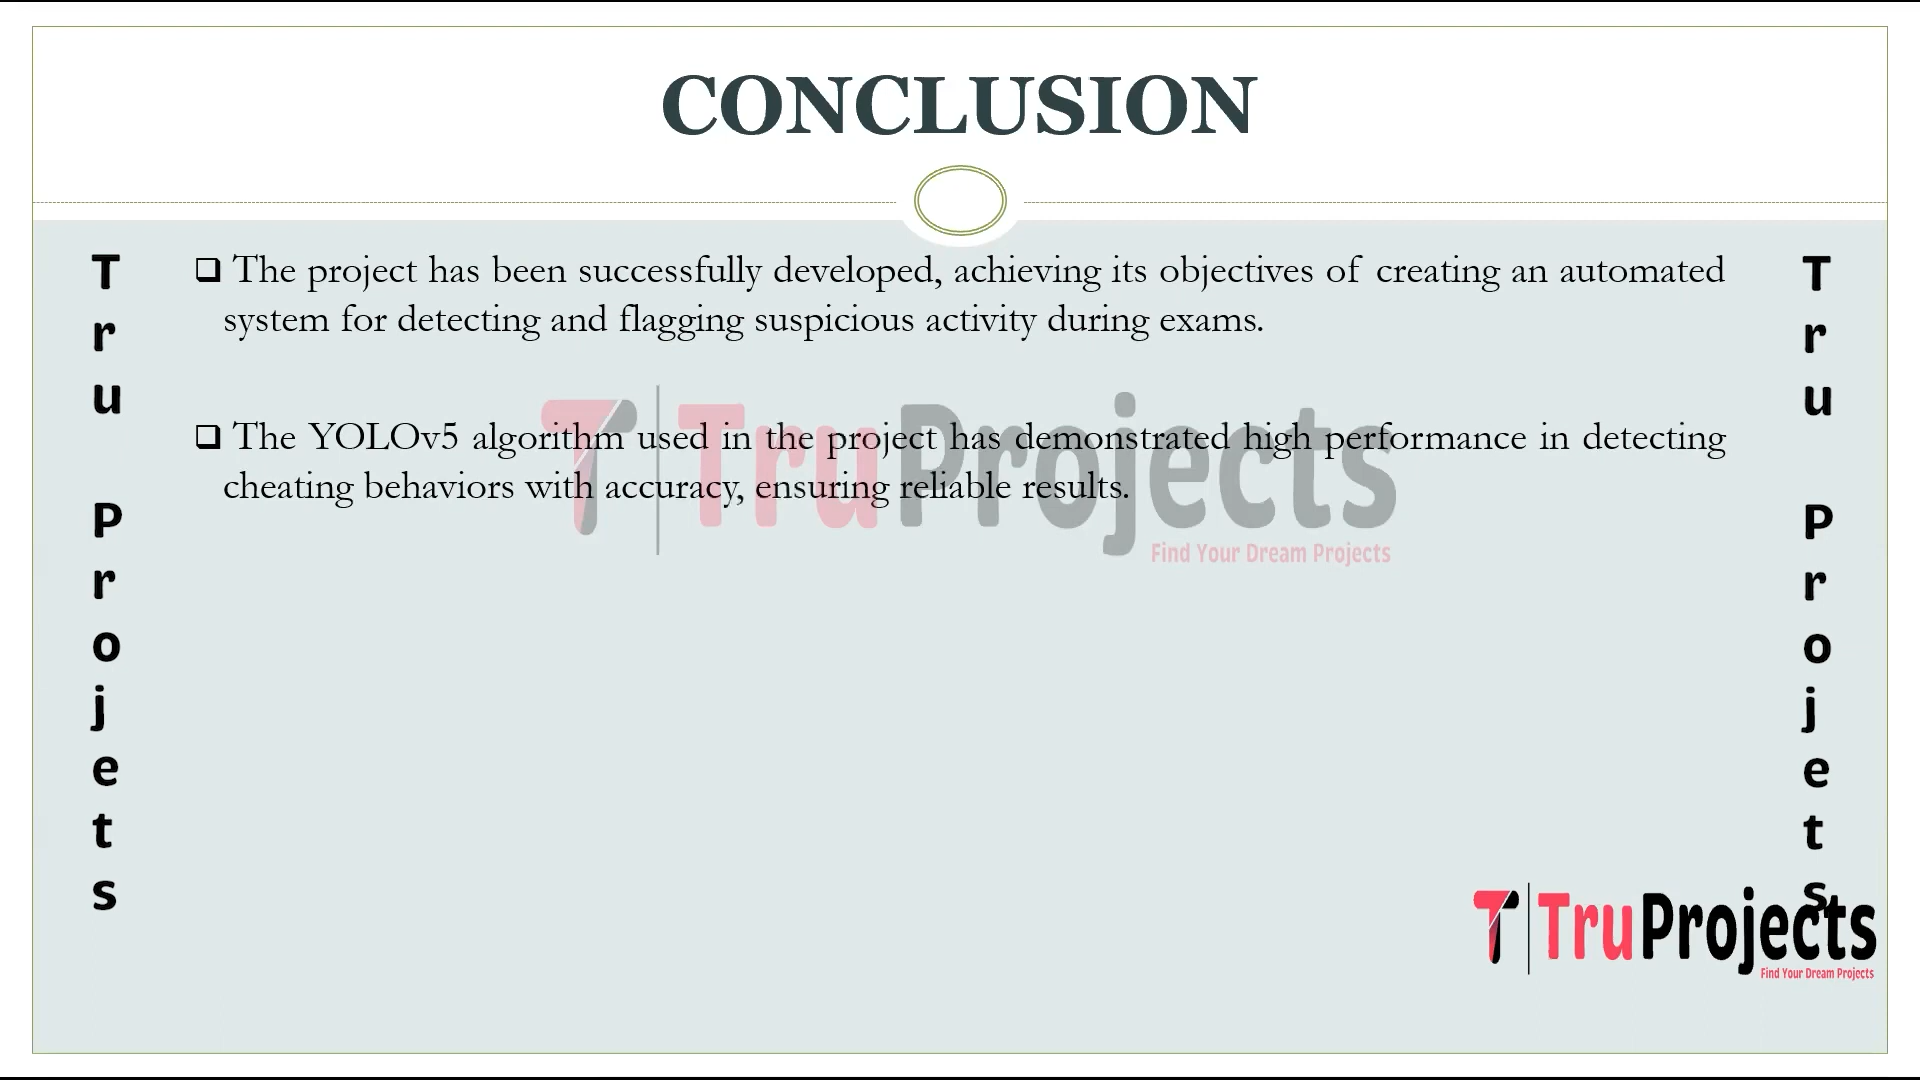 CONCLUSION
❑ The project has been successfully developed, achieving its objectives of creating an automated
system for detecting and flagging suspicious activity during exams.
❑ The YOLOv5 algorithm used in the project has demonstrated high performance in detecting
cheating behaviors with accuracy, ensuring reliable results.
TruProjects
Find Your Dream Projects
T
r
u
P
r
o
j
e
t
s
T
r
u
P
r
o
j
e
t
s
TruProjects
Find Your Dream Projects